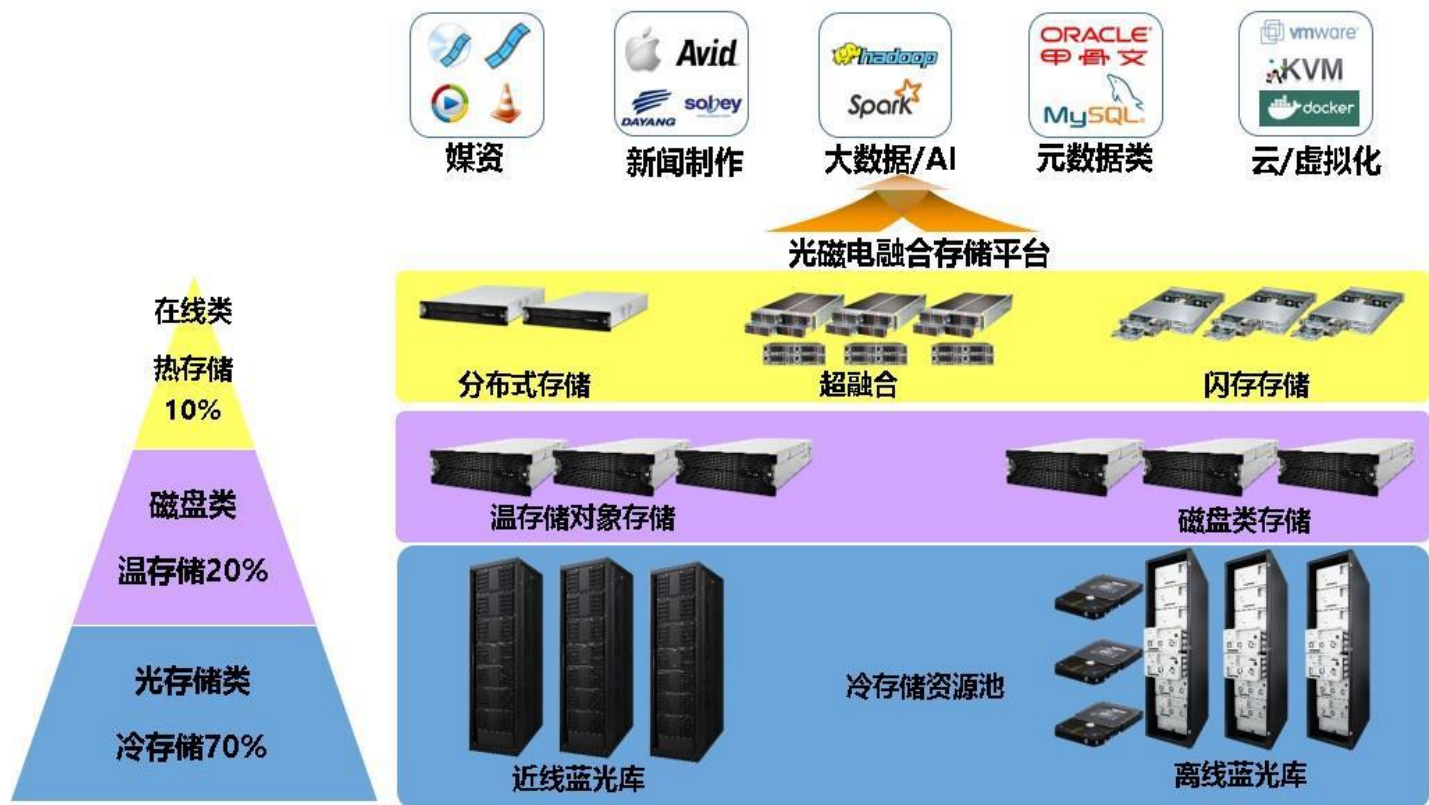 ORACLE
甲骨文
vmware
Avid
hadoop
KVM
DAYANG
sobey
Spark
MySQL
docker
媒资
新闻制作
大数据/AI
元数据类
云/虚拟化
光磁电融合存储平台
在线类
热存储
10%
分布式存储
超融合
闪存存储
磁盘类
温存储20%
温存储对象存储
磁盘类存储
光存储类
冷存储70%
冷存储资源池
近线蓝光库
离线蓝光库